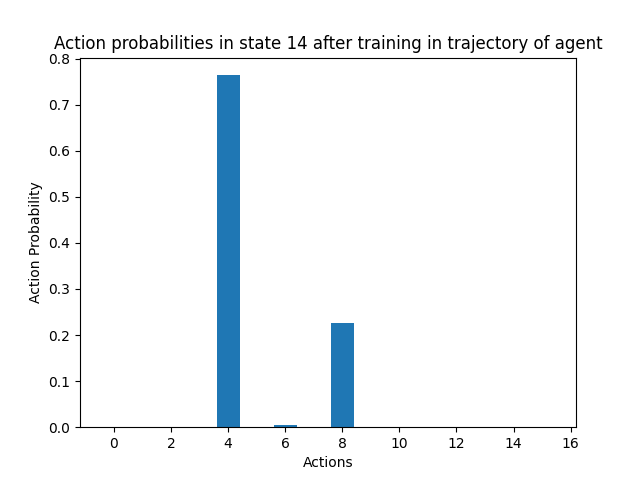 Action probabilities in state 14 after training in trajectory of agent
0.8
0.7
0.6
0.5
0.4
0.3
0.2
0.1
0.0
Action Probability
0 2 4 6 8 10 12 14 16
Actions